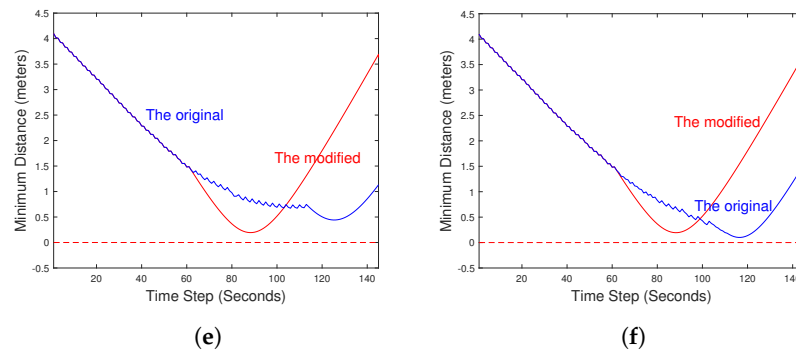 4.5
4
3.5
3
2.5
2
1.5
1
0.5
0
-0.5
Minimum Distance (meters)
The original
The modified
20 40 60 80 100 120 140
Time Step (Seconds)
(e)
4.5
4
3.5
3
2.5
2
1.5
1
0.5
0
-0.5
Minimum Distance (meters)
The modified
The original
20 40 60 80 100 120 140
Time Step (Seconds)
(f)